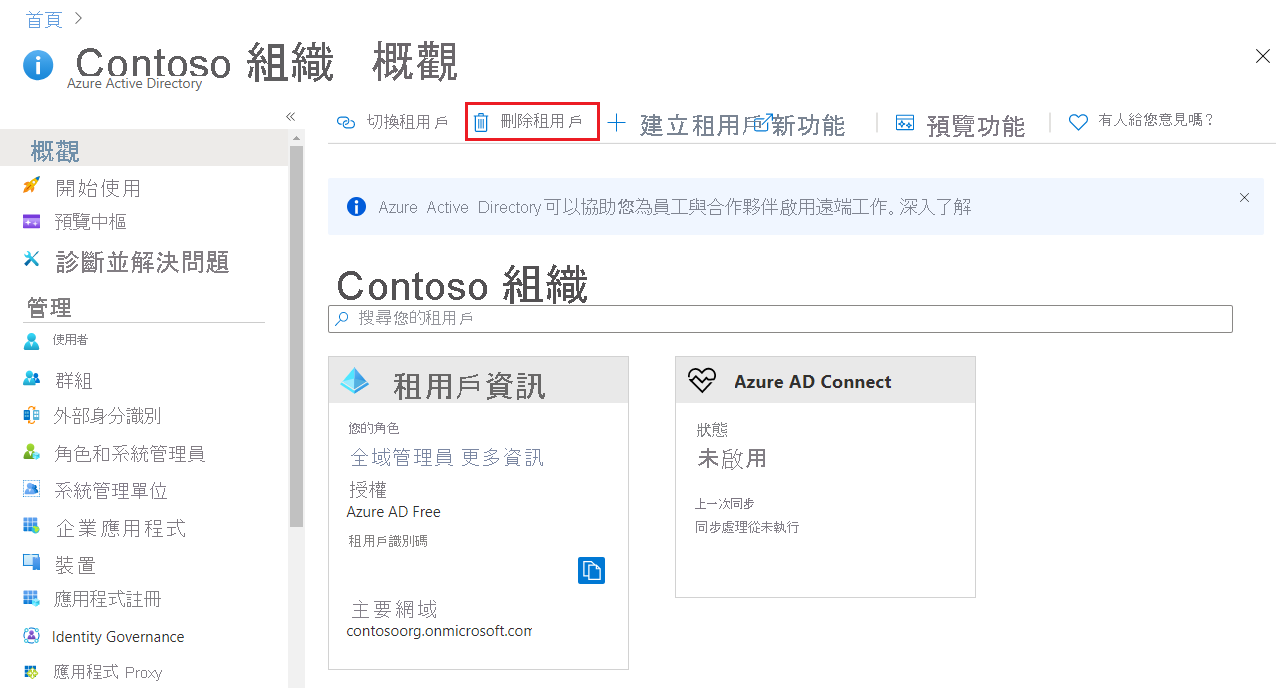 首頁
Contoso 組織 概觀
Azure Active Directory
切換租用戶 刪除租用戶 建立租用戶 新功能 預覽功能 有人給您意見嗎？
概觀
開始使用
預覽中樞
診斷並解決問題
管理
使用者
群組
外部身分識別
角色和系統管理員
系統管理單位
企業應用程式
裝置
應用程式註冊
Identity Governance
應用程式 Proxy
Azure Active Directory 可以協助您為員工與合作夥伴啟用遠端工作。深入了解
Contoso 組織
搜尋您的租用戶
租用戶資訊
您的角色
全域管理員 更多資訊
授權
Azure AD Free
租用戶識別碼
主要網域
contosoorg.onmicrosoft.com
Azure AD Connect
狀態
未啟用
上一次同步
同步處理從未執行